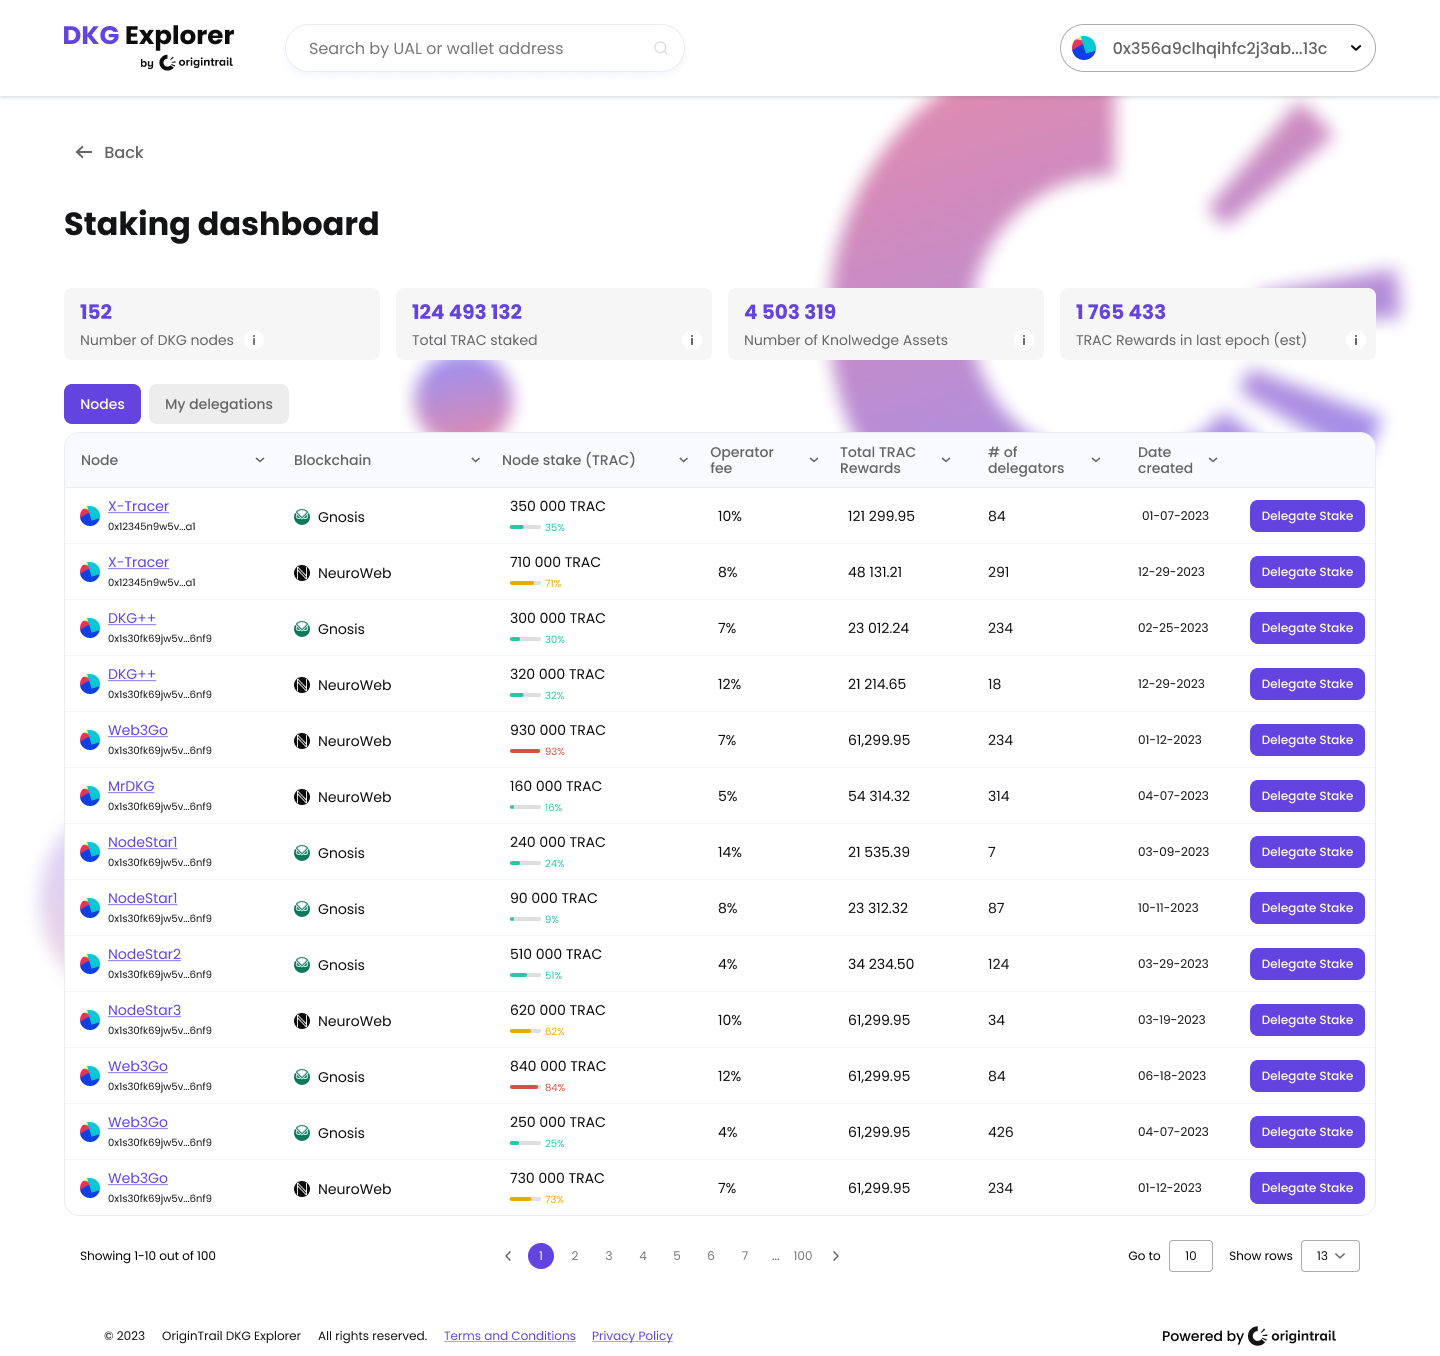 DKG Explorer
by origintrail
Search by UAL or wallet address
0x356a9clhqihfc2j3ab...13c
Back
Staking dashboard
152
Number of DKG nodes i
124 493 132
Total TRAC staked i
4 503 319
Number of Knolwedge Assets i
1 765 433
TRAC Rewards in last epoch (est) i
Nodes My delegations
Node Blockchain Node stake (TRAC) Operator fee Total TRAC Rewards # of delegators Date created
X-Tracer
0x12345n9w5v...a1
Gnosis
350 000 TRAC
35%
10% 121 299.95 84 01-07-2023 Delegate Stake
X-Tracer
0x12345n9w5v...a1
NeuroWeb
710 000 TRAC
71%
8% 48 131.21 291 12-29-2023 Delegate Stake
DKG++
0x1s30fk69jw5v...6nf9
Gnosis
300 000 TRAC
30%
7% 23 012.24 234 02-25-2023 Delegate Stake
DKG++
0x1s30fk69jw5v...6nf9
NeuroWeb
320 000 TRAC
32%
12% 21 214.65 18 12-29-2023 Delegate Stake
Web3Go
0x1s30fk69jw5v...6nf9
NeuroWeb
930 000 TRAC
93%
7% 61,299.95 234 01-12-2023 Delegate Stake
MrDKG
0x1s30fk69jw5v...6nf9
NeuroWeb
160 000 TRAC
16%
5% 54 314.32 314 04-07-2023 Delegate Stake
NodeStar1
0x1s30fk69jw5v...6nf9
Gnosis
240 000 TRAC
24%
14% 21 535.39 7 03-09-2023 Delegate Stake
NodeStar1
0x1s30fk69jw5v...6nf9
Gnosis
90 000 TRAC
9%
8% 23 312.32 87 10-11-2023 Delegate Stake
NodeStar2
0x1s30fk69jw5v...6nf9
Gnosis
510 000 TRAC
51%
4% 34 234.50 124 03-29-2023 Delegate Stake
NodeStar3
0x1s30fk69jw5v...6nf9
NeuroWeb
620 000 TRAC
62%
10% 61,299.95 34 03-19-2023 Delegate Stake
Web3Go
0x1s30fk69jw5v...6nf9
Gnosis
840 000 TRAC
84%
12% 61,299.95 84 06-18-2023 Delegate Stake
Web3Go
0x1s30fk69jw5v...6nf9
Gnosis
250 000 TRAC
25%
4% 61,299.95 426 04-07-2023 Delegate Stake
Web3Go
0x1s30fk69jw5v...6nf9
NeuroWeb
730 000 TRAC
73%
7% 61,299.95 234 01-12-2023 Delegate Stake
Showing 1-10 out of 100 1 2 3 4 5 6 7 ... 100 Go to 10 Show rows 13
© 2023 OriginTrail DKG Explorer All rights reserved. Terms and Conditions Privacy Policy Powered by origintrail